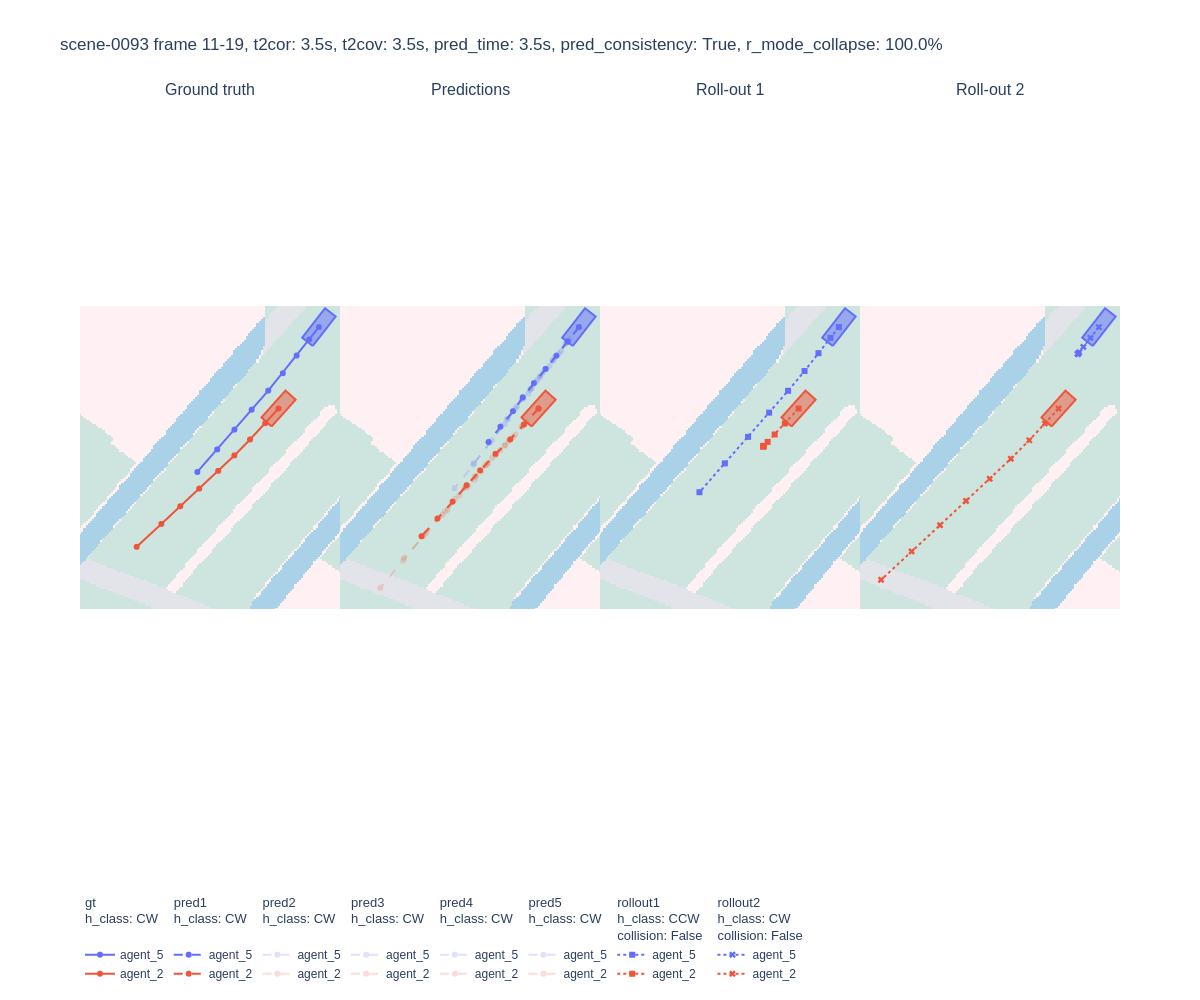 scene-0093 frame 11-19, t2cor: 3.5s, t2cov: 3.5s, pred_time: 3.5s, pred_consistency: True, r_mode_collapse: 100.0%
Ground truth
Predictions
Roll-out 1
Roll-out 2
gt
h_class: CW
agent_5
agent_2
pred1
h_class: CW
agent_5
agent_2
pred2
h_class: CW
agent_5
agent_2
pred3
h_class: CW
agent_5
agent_2
pred4
h_class: CW
agent_5
agent_2
pred5
h_class: CW
agent_5
agent_2
rollout1
h_class: CCW
collision: False
agent_5
agent_2
rollout2
h_class: CW
collision: False
agent_5
agent_2